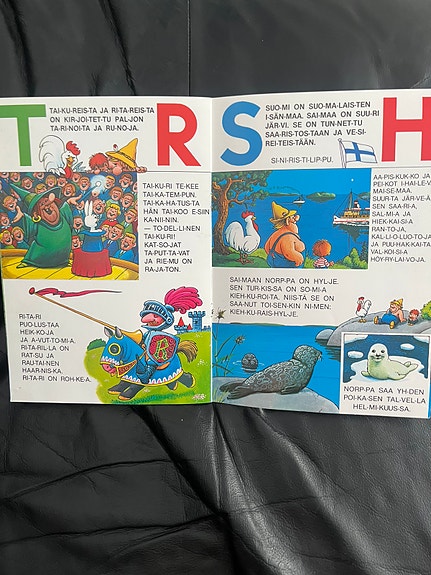 T
TAI-KU-REIS-TA JA RI-TA-REIS-TA
ON KIR-JOI-TET-TU PAL-JON
TA-RI-NOI-TA JA RU-NO-JA.
R
TAI-KU-RI TE-KEE
TAI-KA-TEM-PUN.
TAI-KA-HA-TUS-TA
HÄN TAI-KOO E-SIN
KA-NII-NIN.
— TO-DEL-LI-NEN
TAI-KU-RI!
KAT-SO-JAT
TA-PUT-TA-VAT
JA RIE-MU ON
RA-JA-TON.
RI-TA-RI
PUO-LUS-TAA
HEIK-KO-JA
JA A-VUT-TO-MI-A.
RI-TA-RIL-LA ON
RAT-SU JA
RAU-TAI-NEN
HAAR-NIS-KA.
RI-TA-RI ON ROH-KE-A.
S
SUO-MI ON SUO-MA-LAIS-TEN
I-SÄN-MAA. SAI-MAA ON SUU-RI
JÄR-VI. SE ON TUN-NET-TU
SAA-RIS-TOS-TAAN JA VE-SI-
REI-TEIS-TÄÄN.
H
SI-NI-RIS-TI-LIP-PU.
AA-PIS-KUK-KO JA
PEI-KOT I-HAI-LE-V
MAI-SE-MAA.
SUUR-TA JÄR-VE-Ä
SEN SAA-RI-A,
SAL-MI-A JA
HIEK-KAI-SI-A
RAN-TO-JA,
KAL-LI-O-LUO-TO-JA
JA PUU-HAK-KAI-TA
VAL-KOI-SI-A
HÖY-RY-LAI-VO-JA.
SAI-MAAN NORP-PA ON HYL-JE.
SEN TUR-KIS-SA ON SO-MI-A
KIEH-KU-ROI-TA. NIIS-TÄ SE ON
SAA-NUT TOI-SEN-KIN NI-MEN:
KIEH-KU-RAIS-HYL-JE.
NORP-PA SAA YH-DEN
POI-KA-SEN TAL-VEL-LA
HEL-MI-KUUS-SA.